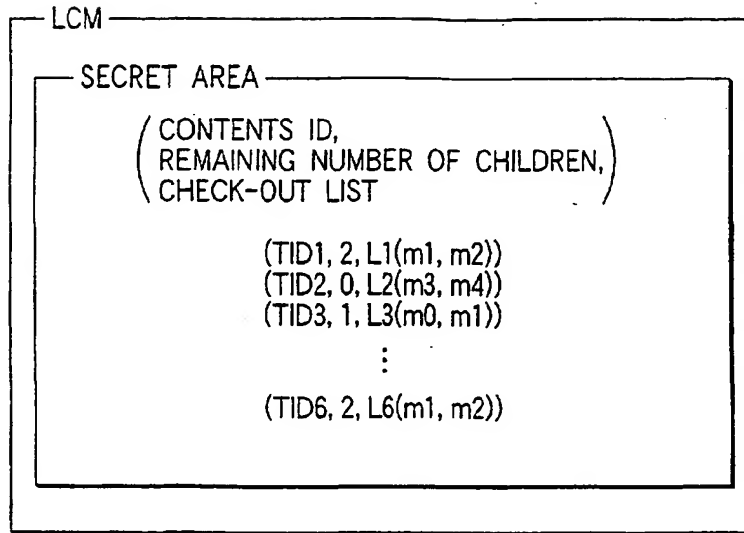 LCM
SECRET AREA
(CONTENTS ID,
REMAINING NUMBER OF CHILDREN,
CHECK-OUT LIST)
(TID1, 2, L1(m1, m2))
(TID2, 0, L2(m3, m4))
(TID3, 1, L3(m0, m1))
⋮
(TID6, 2, L6(m1, m2))